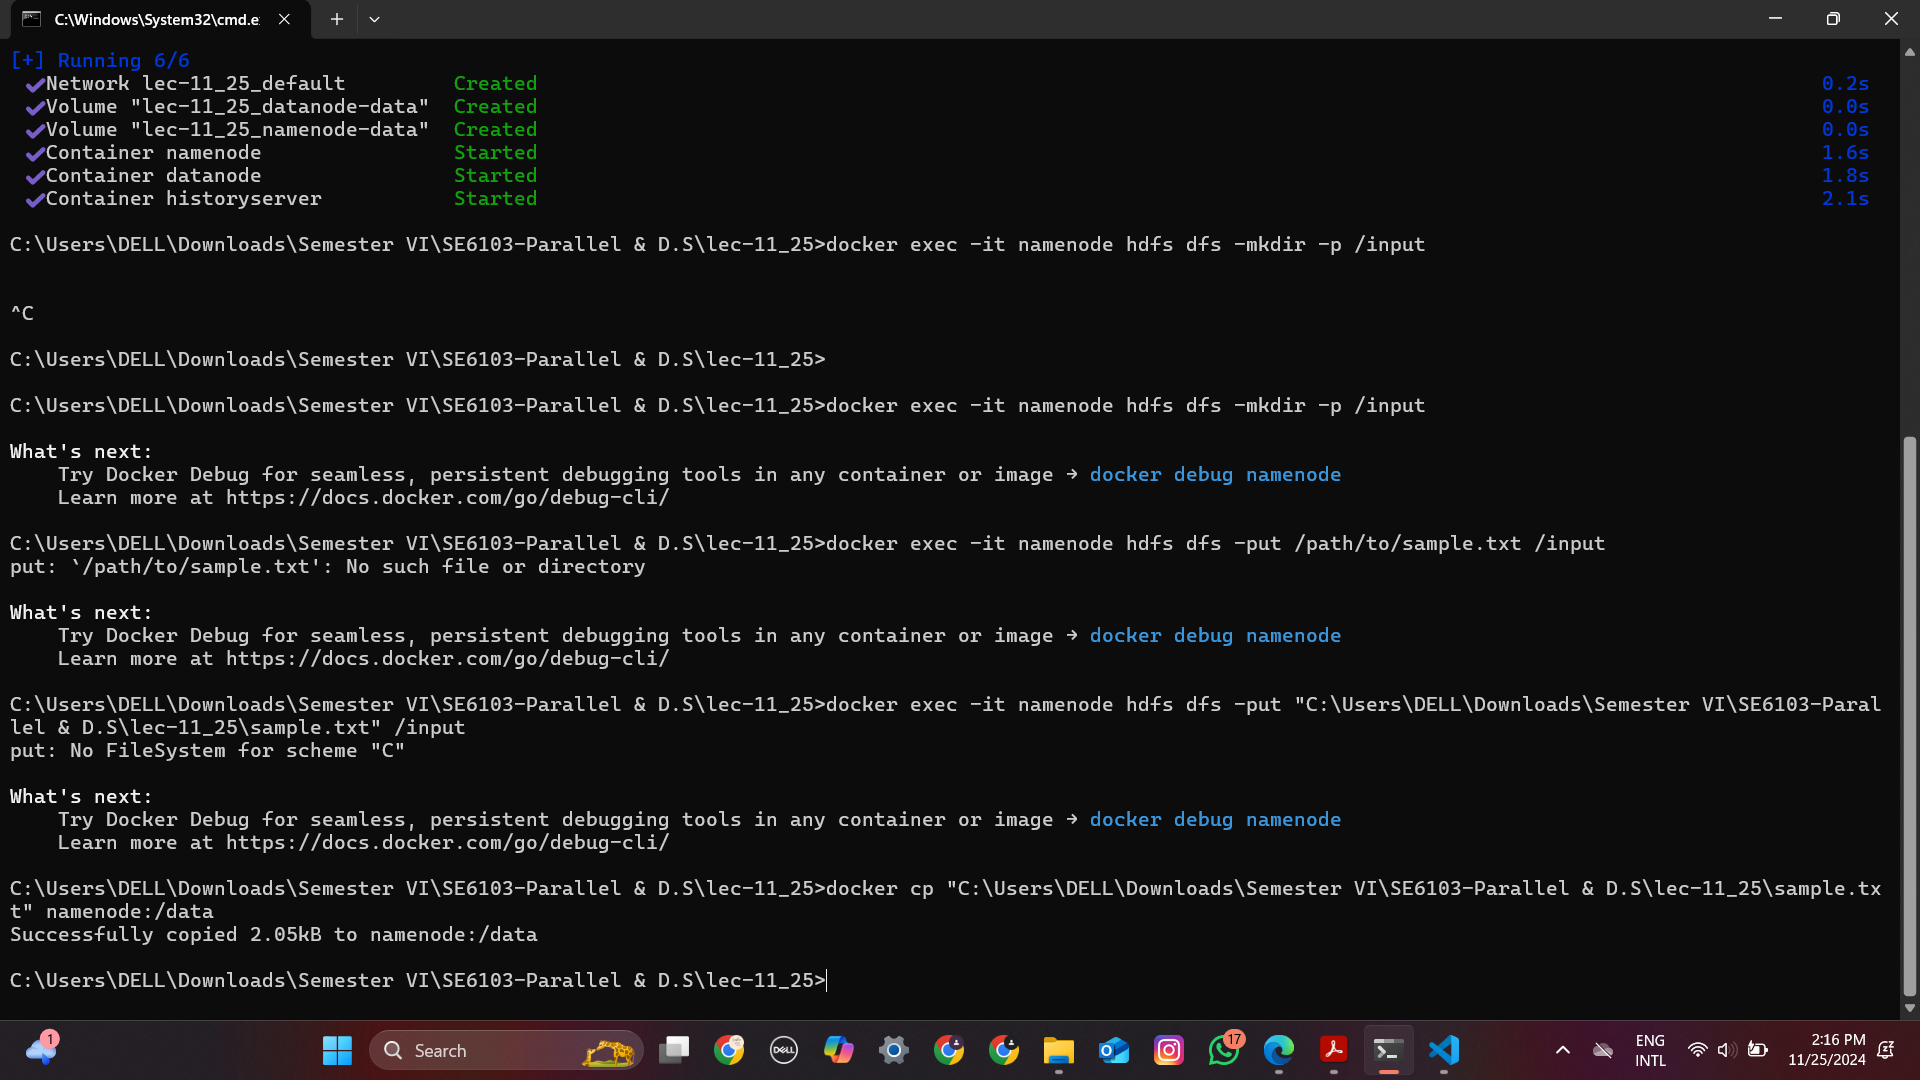 C:\Windows\System32\cmd.e
[+] Running 6/6
Network lec-11_25_default Created 0.2s
Volume "lec-11_25_datanode-data" Created 0.0s
Volume "lec-11_25_namenode-data" Created 0.0s
Container namenode Started 1.6s
Container datanode Started 1.8s
Container historyserver Started 2.1s
C:\Users\DELL\Downloads\Semester VI\SE6103-Parallel & D.S\lec-11_25>docker exec -it namenode hdfs dfs -mkdir -p /input
^C
C:\Users\DELL\Downloads\Semester VI\SE6103-Parallel & D.S\lec-11_25>
C:\Users\DELL\Downloads\Semester VI\SE6103-Parallel & D.S\lec-11_25>docker exec -it namenode hdfs dfs -mkdir -p /input
What's next:
Try Docker Debug for seamless, persistent debugging tools in any container or image → docker debug namenode
Learn more at https://docs.docker.com/go/debug-cli/
C:\Users\DELL\Downloads\Semester VI\SE6103-Parallel & D.S\lec-11_25>docker exec -it namenode hdfs dfs -put /path/to/sample.txt /input
put: `/path/to/sample.txt': No such file or directory
What's next:
Try Docker Debug for seamless, persistent debugging tools in any container or image → docker debug namenode
Learn more at https://docs.docker.com/go/debug-cli/
C:\Users\DELL\Downloads\Semester VI\SE6103-Parallel & D.S\lec-11_25>docker exec -it namenode hdfs dfs -put "C:\Users\DELL\Downloads\Semester VI\SE6103-Paral
lel & D.S\lec-11_25\sample.txt" /input
put: No FileSystem for scheme "C"
What's next:
Try Docker Debug for seamless, persistent debugging tools in any container or image → docker debug namenode
Learn more at https://docs.docker.com/go/debug-cli/
C:\Users\DELL\Downloads\Semester VI\SE6103-Parallel & D.S\lec-11_25>docker cp "C:\Users\DELL\Downloads\Semester VI\SE6103-Parallel & D.S\lec-11_25\sample.tx
t" namenode:/data
Successfully copied 2.05kB to namenode:/data
C:\Users\DELL\Downloads\Semester VI\SE6103-Parallel & D.S\lec-11_25>
1
Search
DELL
17
ENG
INTL
2:16 PM
11/25/2024